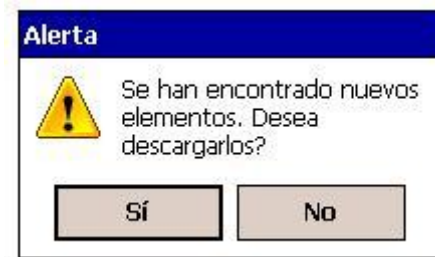 Alerta
Se han encontrado nuevos
elementos. Desea
descargarlos?
Sí
No